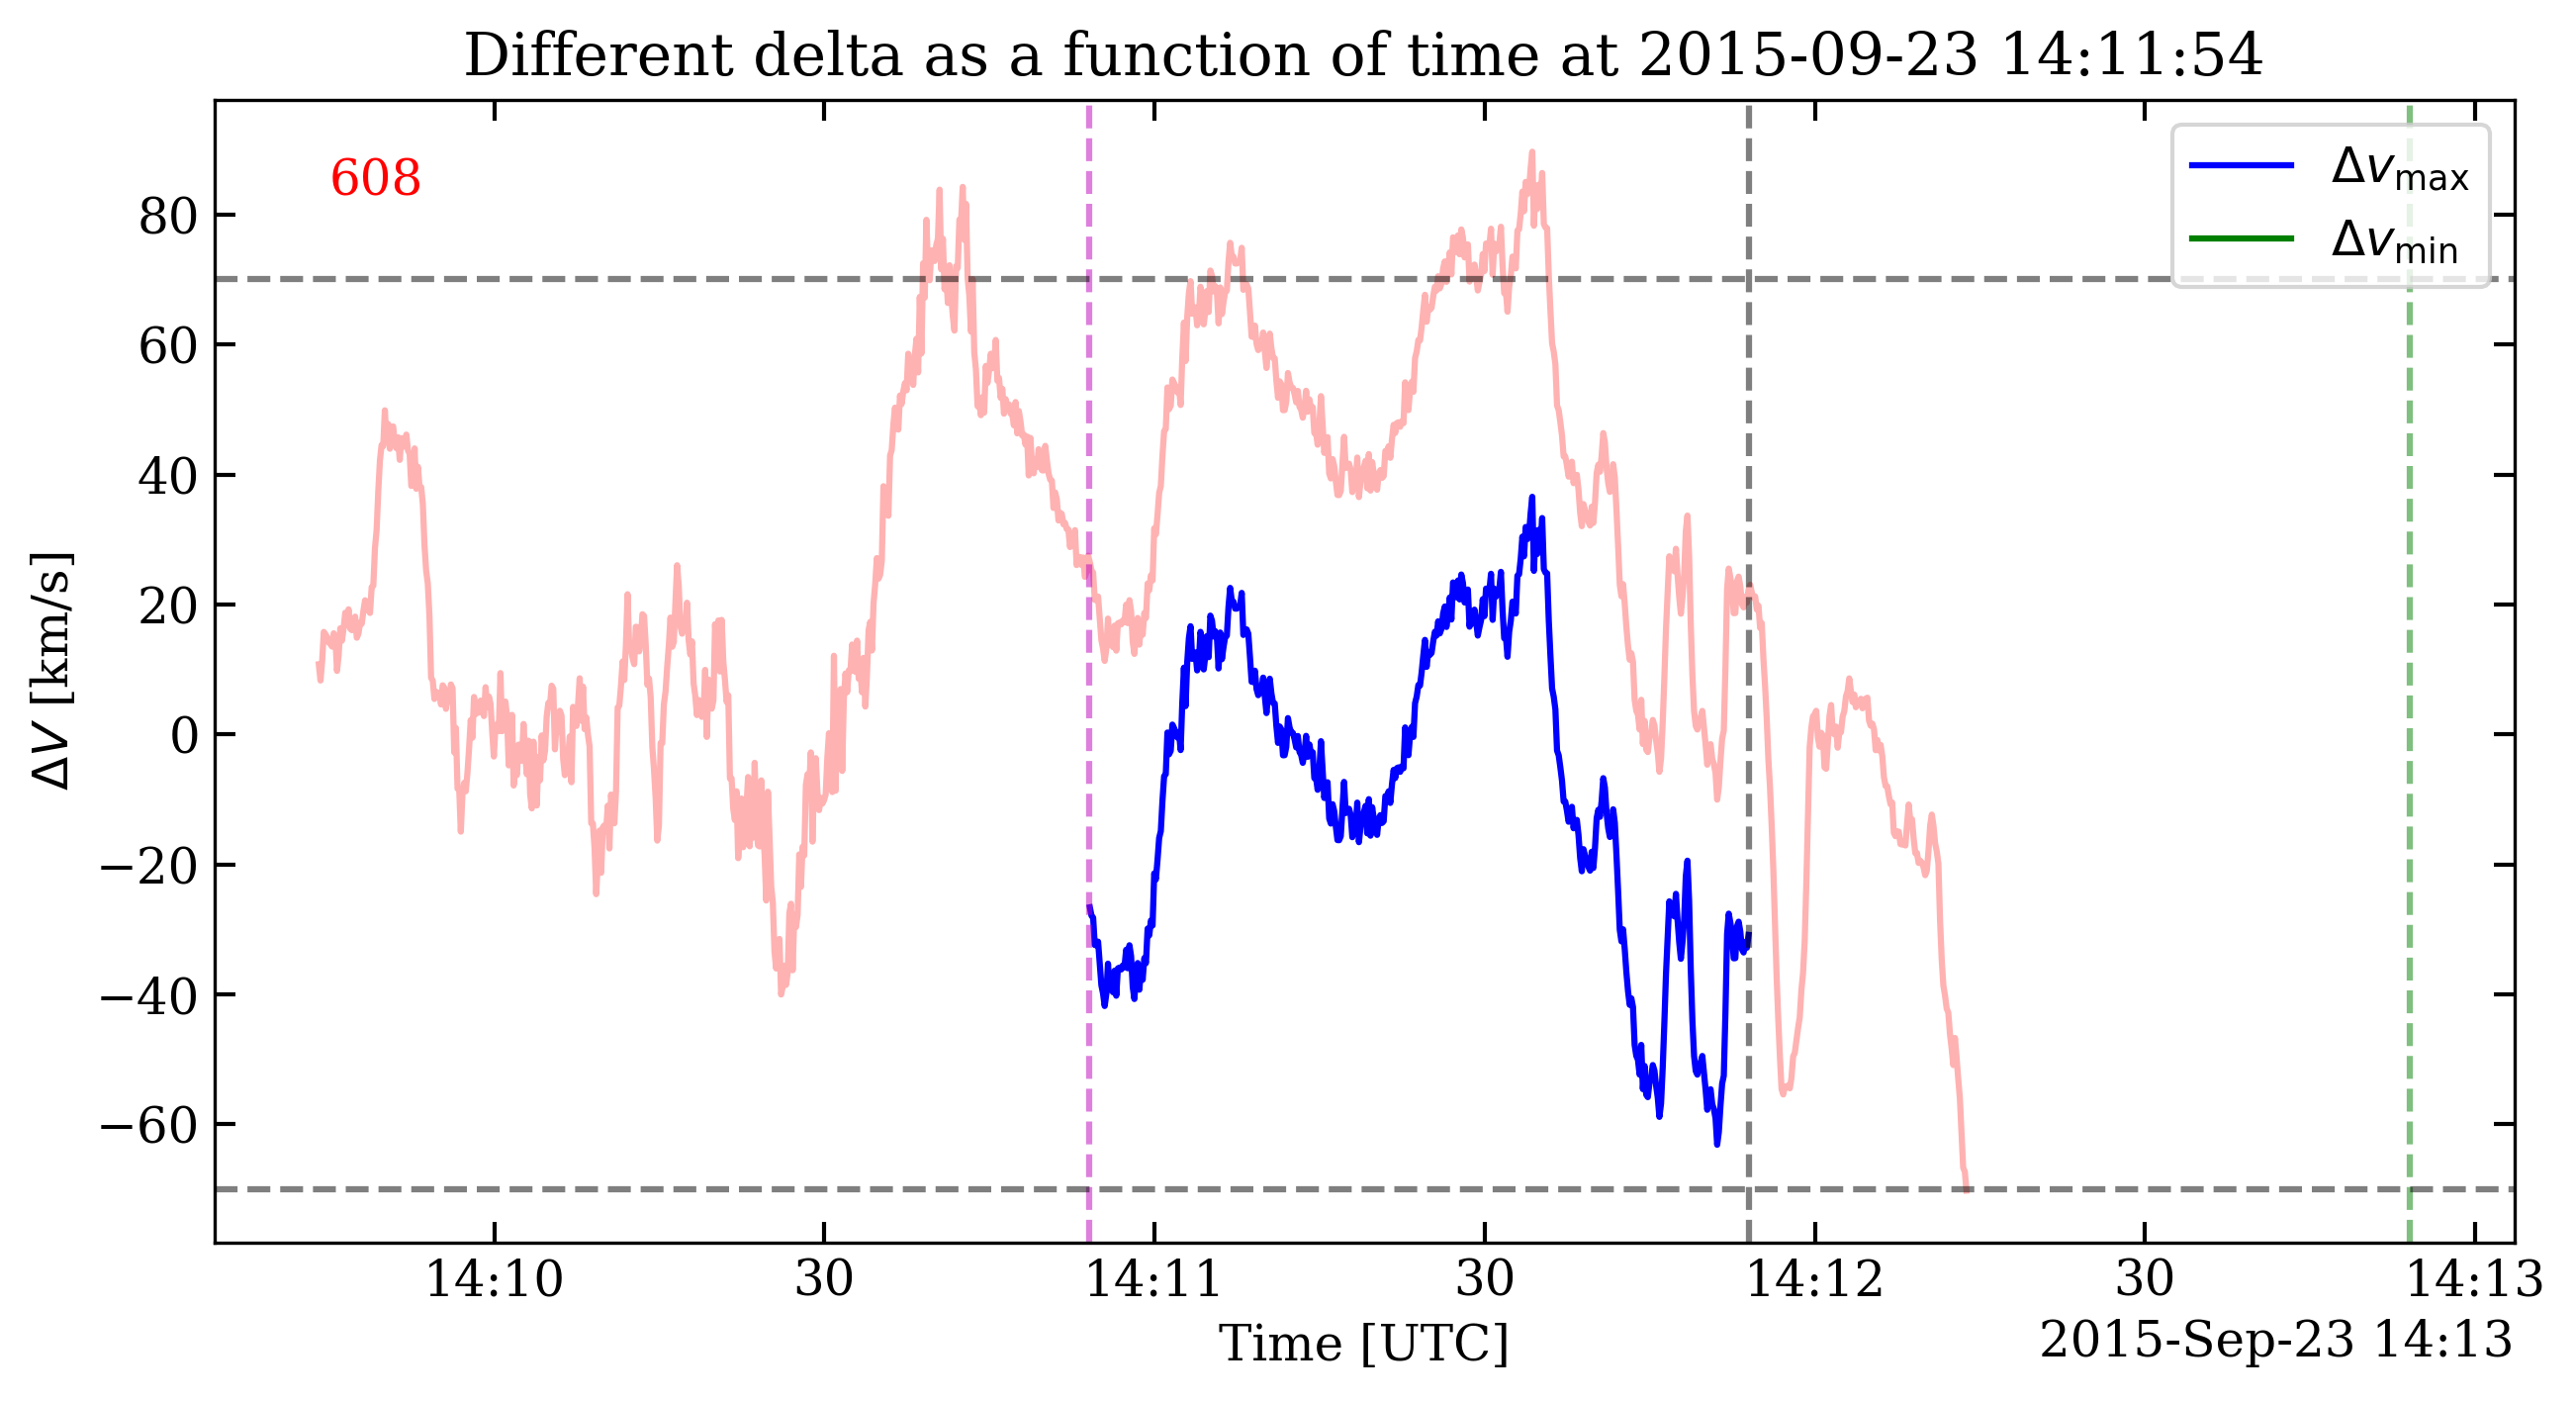 Different delta as a function of time at 2015-09-23 14:11:54
608
Δv_max
Δv_min
80
60
40
20
0
−20
−40
−60
ΔV [km/s]
14:10 30 14:11 30 14:12 30 14:13
Time [UTC]
2015-Sep-23 14:13